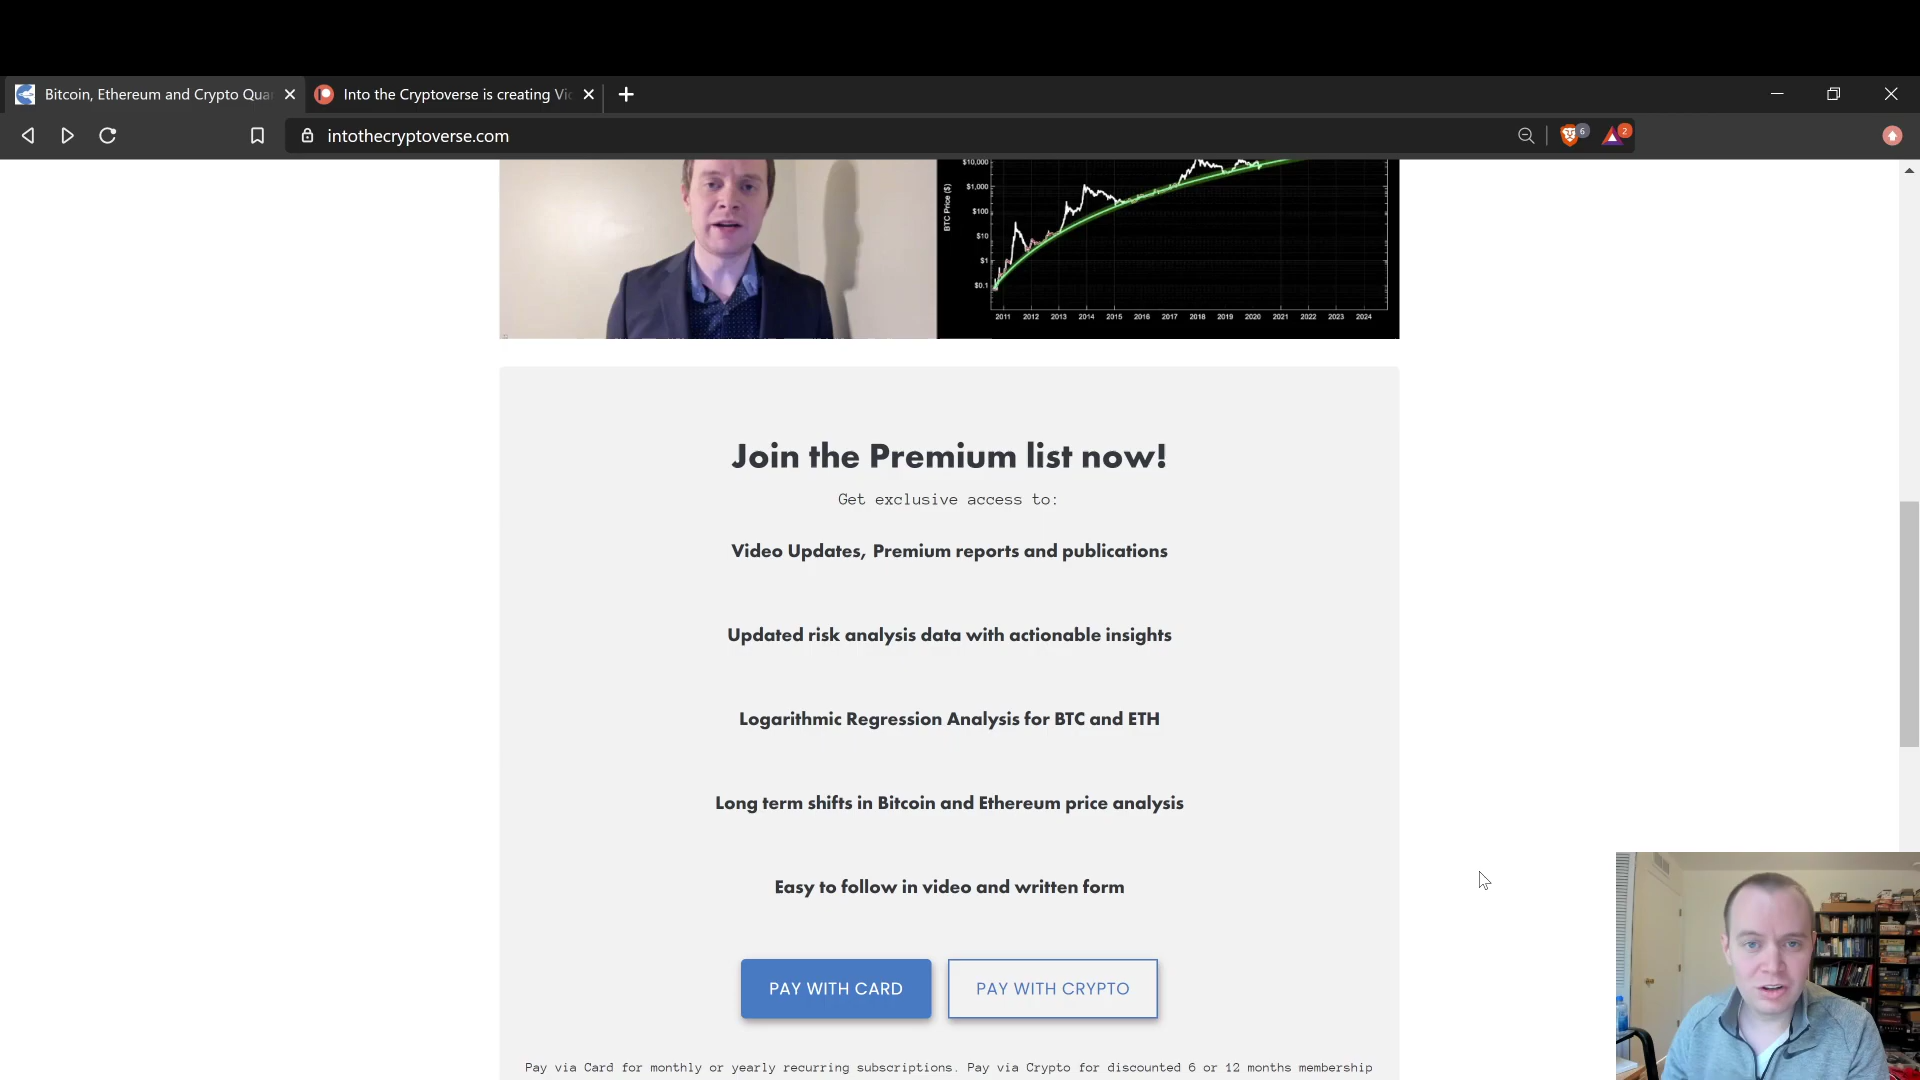 Bitcoin, Ethereum and Crypto Qua
Into the Cryptoverse is creating Vi
intothecryptoverse.com
6
2
BTC Price ($)
$10,000
$1,000
$100
$10
$1
$0.1
2011 2012 2013 2014 2015 2016 2017 2018 2019 2020 2021 2022 2023 2024
Join the Premium list now!
Get exclusive access to:
Video Updates, Premium reports and publications
Updated risk analysis data with actionable insights
Logarithmic Regression Analysis for BTC and ETH
Long term shifts in Bitcoin and Ethereum price analysis
Easy to follow in video and written form
PAY WITH CARD
PAY WITH CRYPTO
Pay via Card for monthly or yearly recurring subscriptions. Pay via Crypto for discounted 6 or 12 months membership